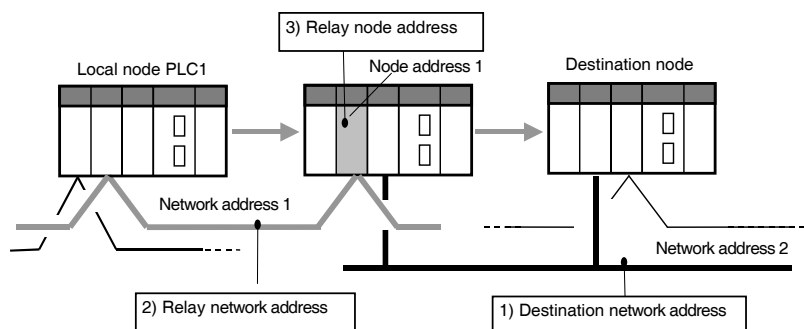 3) Relay node address
Local node PLC1
Node address 1
Destination node
Network address 1
Network address 2
2) Relay network address
1) Destination network address